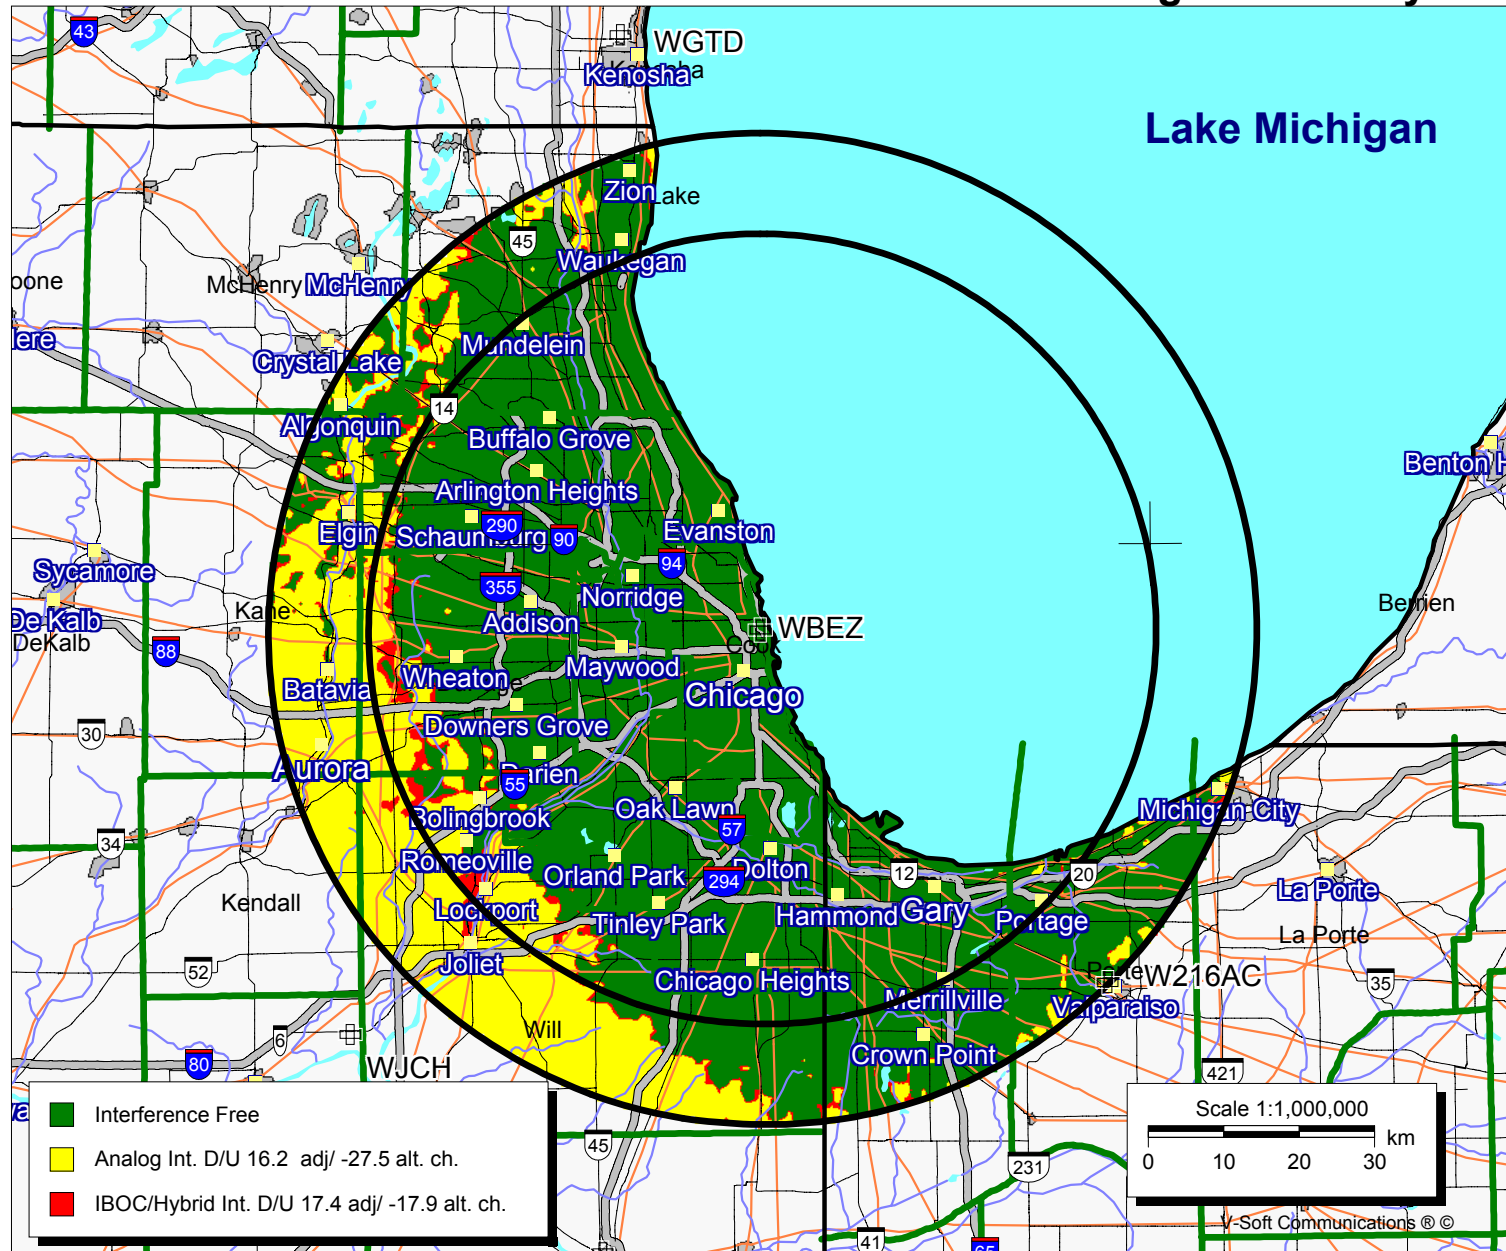 43
WGTD
Kenosha
Lake Michigan
Zion
Lake
45
Waukegan
McHenry
McHenry
Mundelein
Crystal Lake
14
Algonquin
Buffalo Grove
Arlington Heights
Benton H
Elgin
Schaumburg
290
90
Evanston
94
Sycamore
355
Norridge
De Kalb
DeKalb
Kane
Addison
WBEZ
Cook
Berrien
88
Wheaton
Maywood
Batavia
Chicago
Downers Grove
30
Aurora
Darien
55
Bolingbrook
Oak Lawn
57
Michigan City
34
Romeoville
Orland Park
294
Dolton
12
20
La Porte
Kendall
Lockport
Tinley Park
Hammond
Gary
Portage
La Porte
52
Joliet
Chicago Heights
Merrillville
Porte
W216AC
35
Valparaiso
6
Will
Crown Point
80
WJCH
421
Interference Free
Analog Int. D/U 16.2 adj/ -27.5 alt. ch.
IBOC/Hybrid Int. D/U 17.4 adj/ -17.9 alt. ch.
45
231
41
65
Scale 1:1,000,000
km
0 10 20 30
V-Soft Communications ® ©